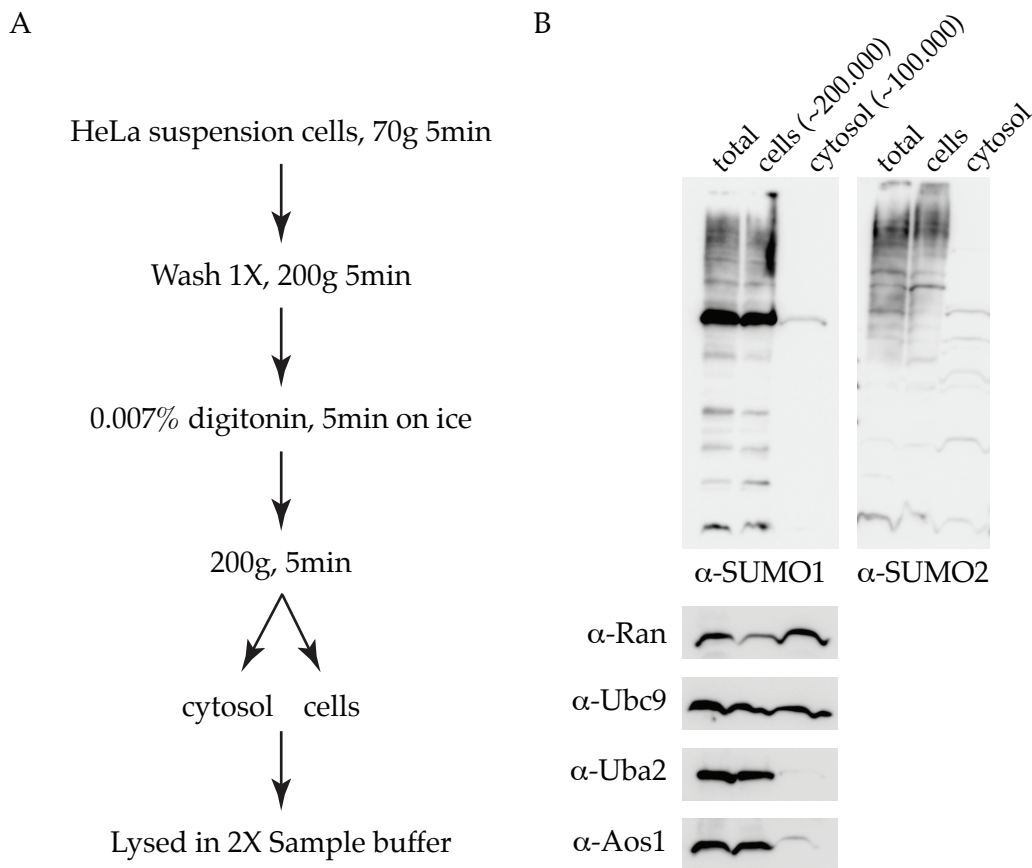 A
HeLa suspension cells, 70g 5min
Wash 1X, 200g 5min
0.007% digitonin, 5min on ice
200g, 5min
cytosol cells
Lysed in 2X Sample buffer
B
total
cells (~200.000)
cytosol (~100.000)
total
cells
cytosol
α-SUMO1
α-SUMO2
α-Ran
α-Ubc9
α-Uba2
α-Aos1